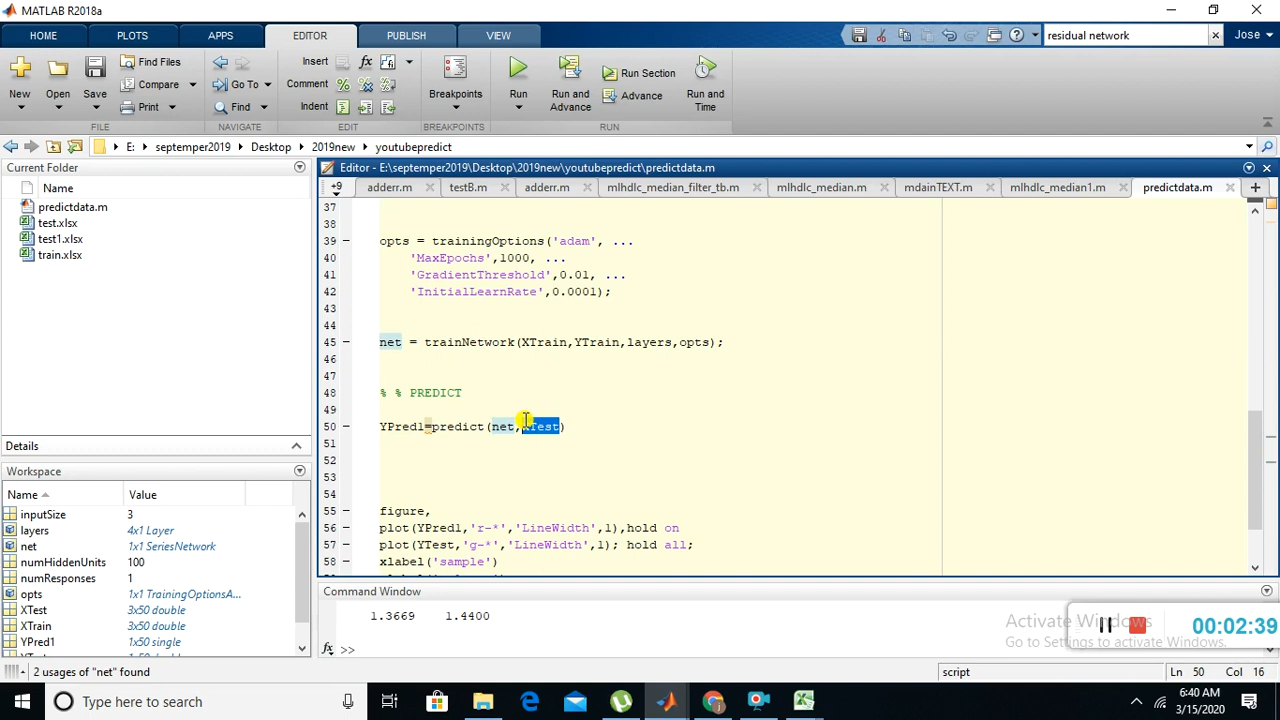 MATLAB R2018a
HOME
PLOTS
APPS
EDITOR
PUBLISH
VIEW
residual network
Jose
New
Open
Save
Find Files
Compare
Print
FILE
Go To
Find
NAVIGATE
Insert
Comment
Indent
EDIT
Breakpoints
BREAKPOINTS
Run
Run and Advance
Run Section
Advance
Run and Time
RUN
E: septemper2019 Desktop 2019new youtubepredict
Current Folder
Name
predictdata.m
test.xlsx
test1.xlsx
train.xlsx
Details
Workspace
Name Value
inputSize 3
layers 4x1 Layer
net 1x1 SeriesNetwork
numHiddenUnits 100
numResponses 1
opts 1x1 TrainingOptionsA...
XTest 3x50 double
XTrain 3x50 double
YPred1 1x50 single
Editor - E:\septemper2019\Desktop\2019new\youtubepredict\predictdata.m
+9 adderr.m testB.m adderr.m mlhdlc_median_filter_tb.m mlhdlc_median.m mdainTEXT.m mlhdlc_median1.m predictdata.m
37
38
39 opts = trainingOptions('adam', ...
40 'MaxEpochs',1000, ...
41 'GradientThreshold',0.01, ...
42 'InitialLearnRate',0.0001);
43
44
45 net = trainNetwork(XTrain,YTrain,layers,opts);
46
47
48 % % PREDICT
49
50 YPred1=predict(net,XTest)
51
52
53
54
55 figure,
56 plot(YPred1,'r-*','LineWidth',1),hold on
57 plot(YTest,'g-*','LineWidth',1); hold all;
58 xlabel('sample')
Command Window
1.3669 1.4400
fx >>
Activate Windows
Go to Settings to activate Windows.
00:02:39
2 usages of "net" found
script
Ln 50 Col 16
Type here to search
6:40 AM
3/15/2020